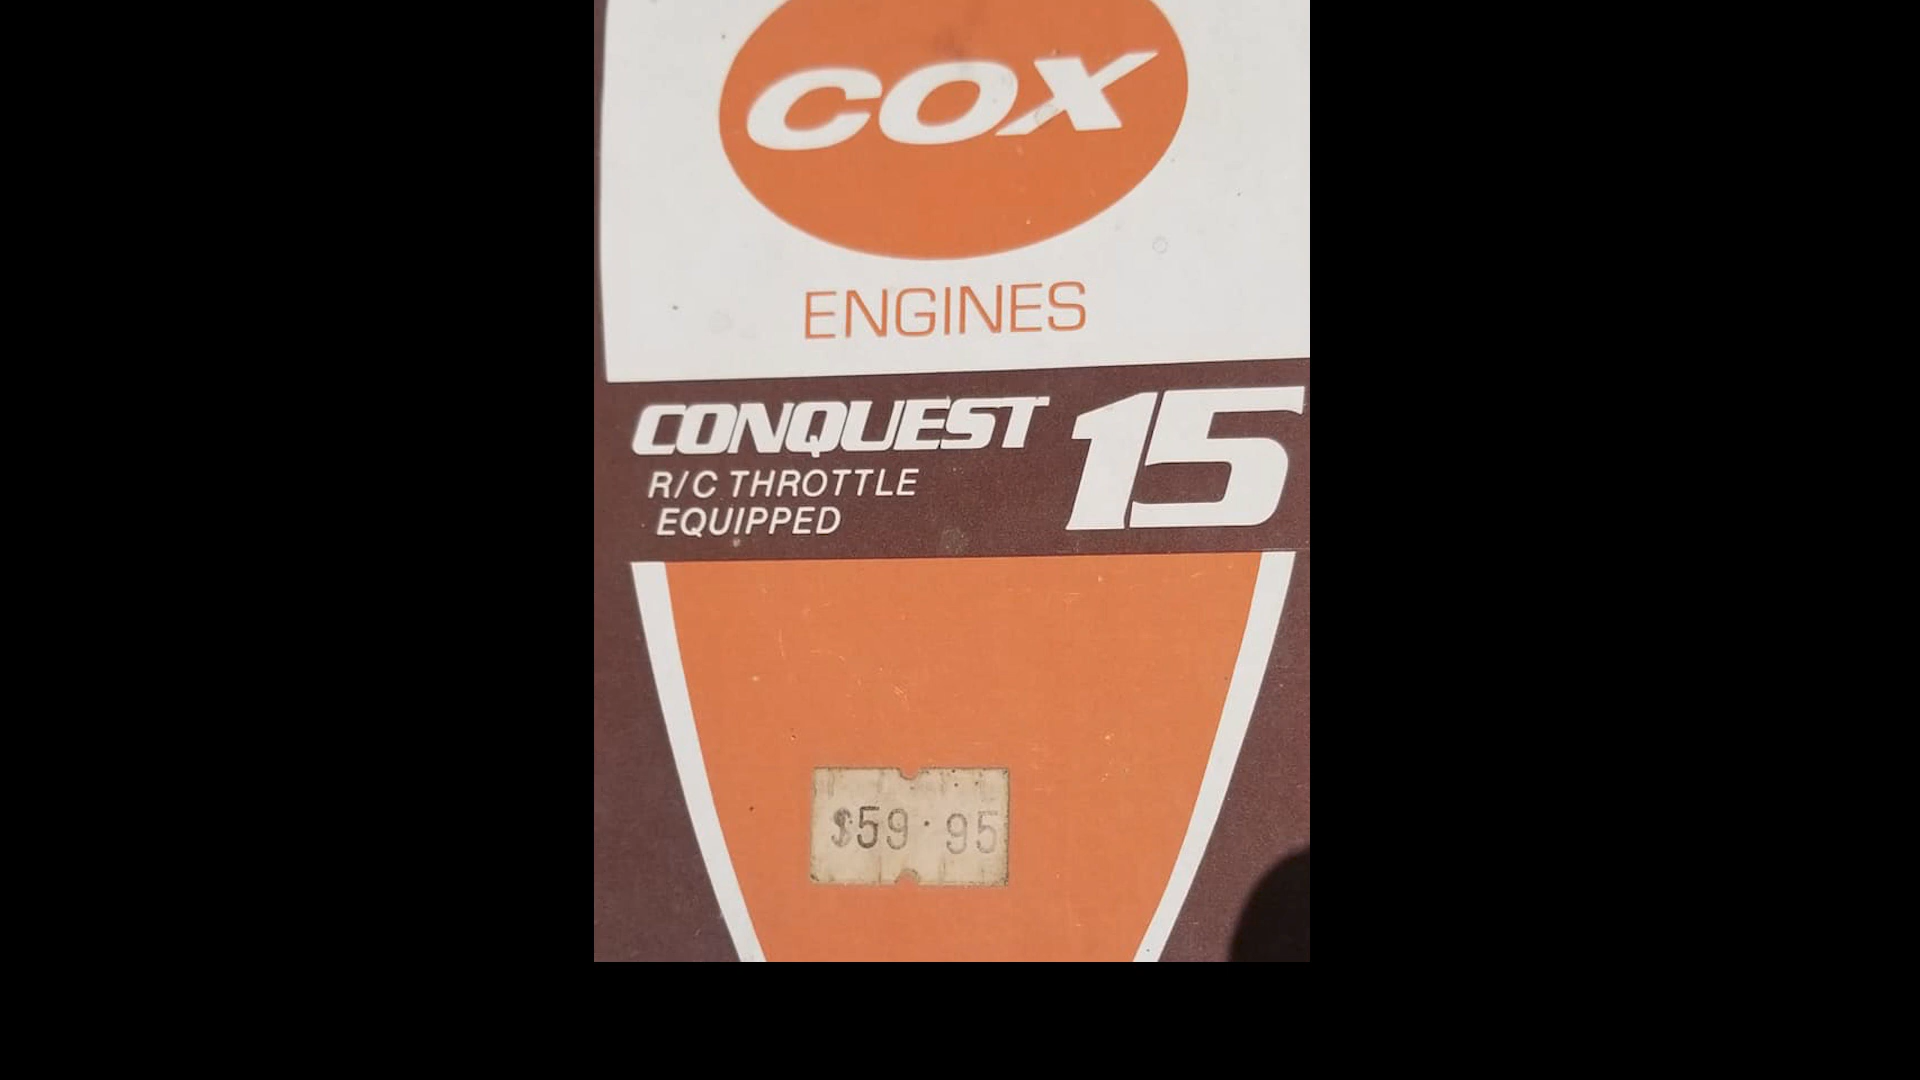 COX
ENGINES
CONQUEST 15
R/C THROTTLE
EQUIPPED
$59.95